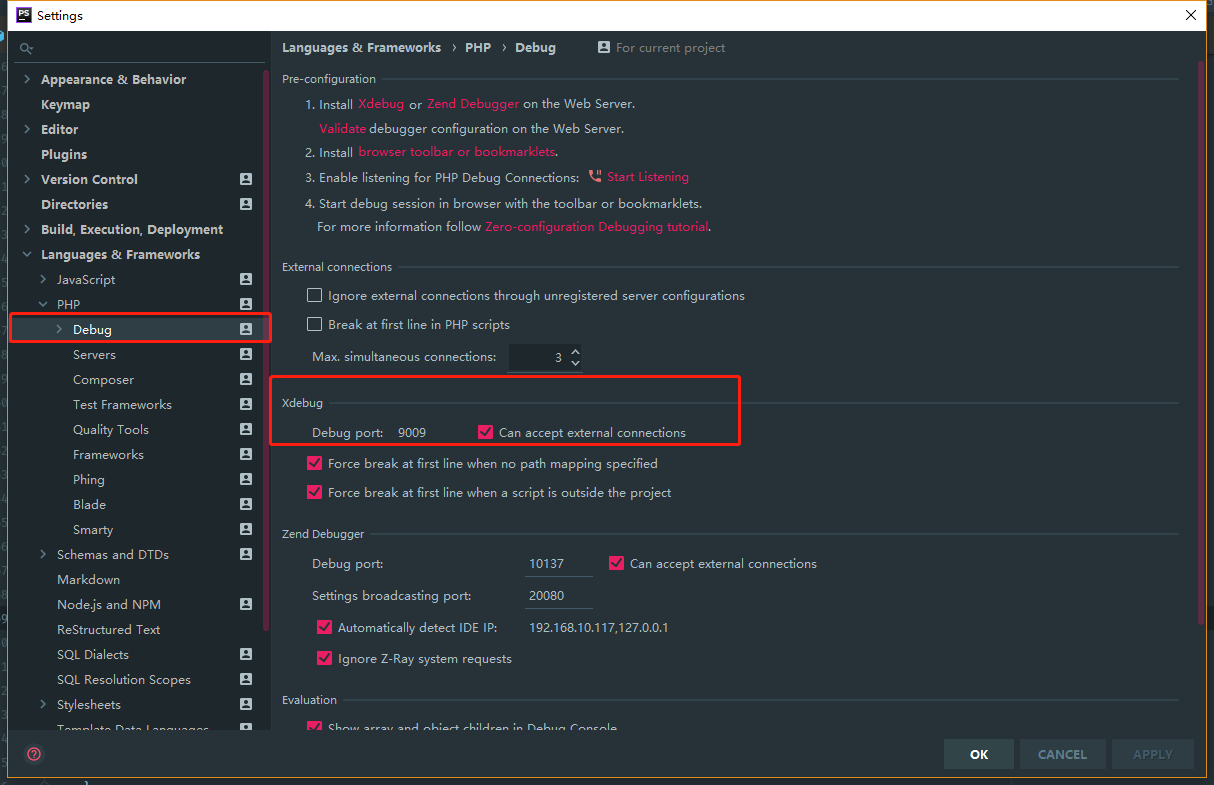 PS Settings
Languages & Frameworks › PHP › Debug For current project
Appearance & Behavior
Keymap
Editor
Plugins
Version Control
Directories
Build, Execution, Deployment
Languages & Frameworks
JavaScript
PHP
Debug
Servers
Composer
Test Frameworks
Quality Tools
Frameworks
Phing
Blade
Smarty
Schemas and DTDs
Markdown
Node.js and NPM
ReStructured Text
SQL Dialects
SQL Resolution Scopes
Stylesheets
Template Data Languages
Pre-configuration
1. Install Xdebug or Zend Debugger on the Web Server.
Validate debugger configuration on the Web Server.
2. Install browser toolbar or bookmarklets.
3. Enable listening for PHP Debug Connections: Start Listening
4. Start debug session in browser with the toolbar or bookmarklets.
For more information follow Zero-configuration Debugging tutorial.
External connections
Ignore external connections through unregistered server configurations
Break at first line in PHP scripts
Max. simultaneous connections: 3
Xdebug
Debug port: 9009 Can accept external connections
Force break at first line when no path mapping specified
Force break at first line when a script is outside the project
Zend Debugger
Debug port: 10137 Can accept external connections
Settings broadcasting port: 20080
Automatically detect IDE IP: 192.168.10.117,127.0.0.1
Ignore Z-Ray system requests
Evaluation
Show array and object children in Debug Console
? OK CANCEL APPLY